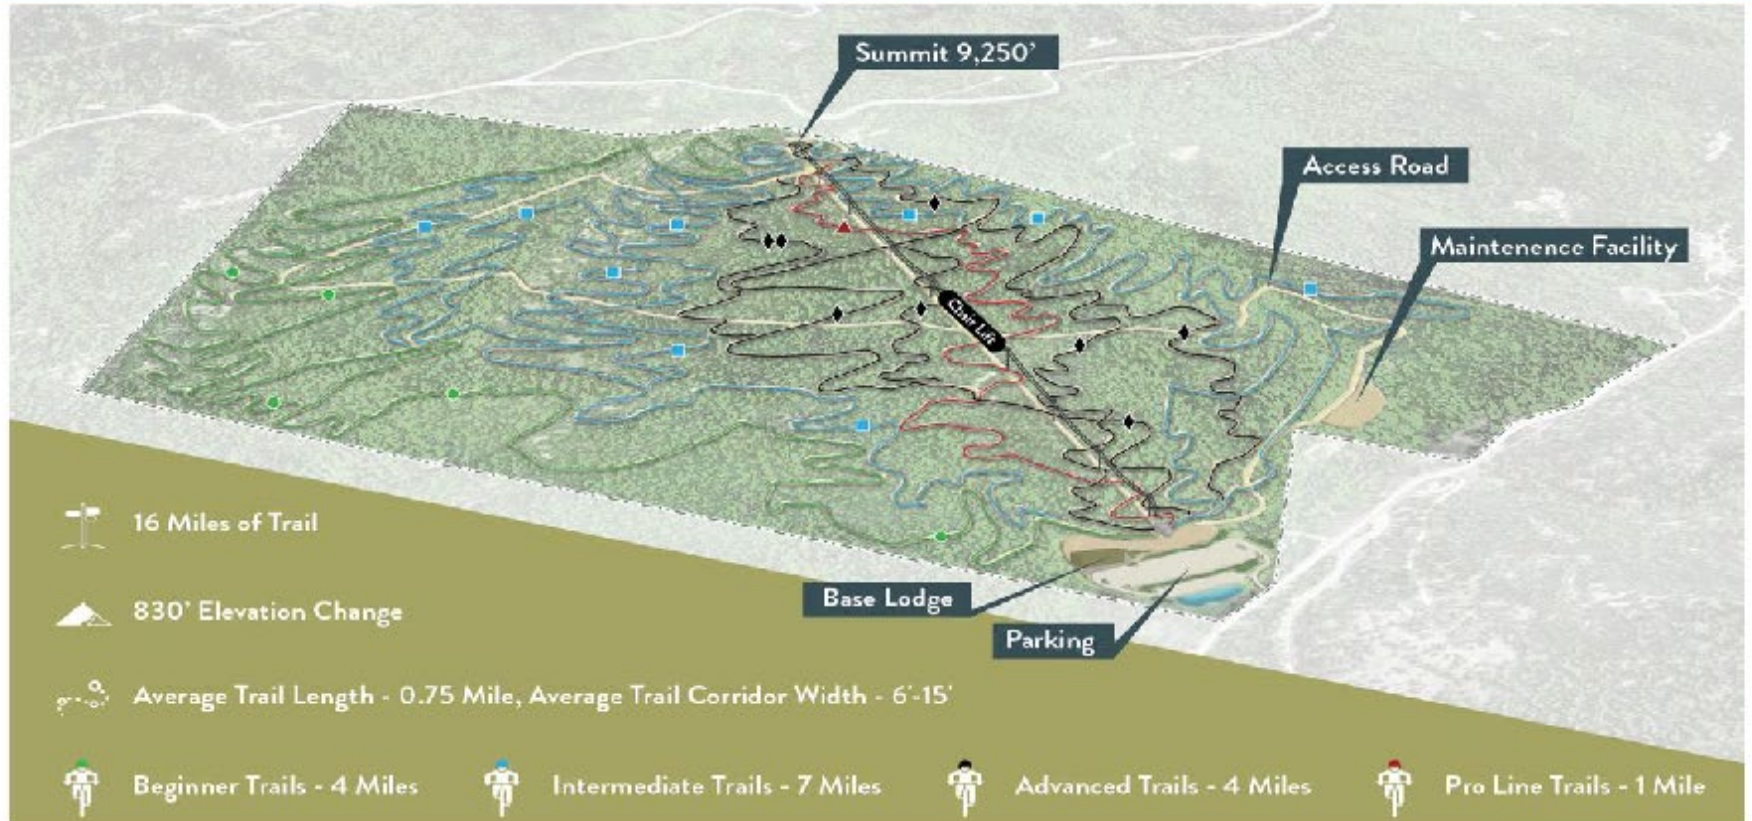 Summit 9,250'
Access Road
Maintenence Facility
Chair Lift
16 Miles of Trail
Base Lodge
830' Elevation Change
Parking
Average Trail Length - 0.75 Mile, Average Trail Corridor Width - 6'-15'
Beginner Trails - 4 Miles
Intermediate Trails - 7 Miles
Advanced Trails - 4 Miles
Pro Line Trails - 1 Mile